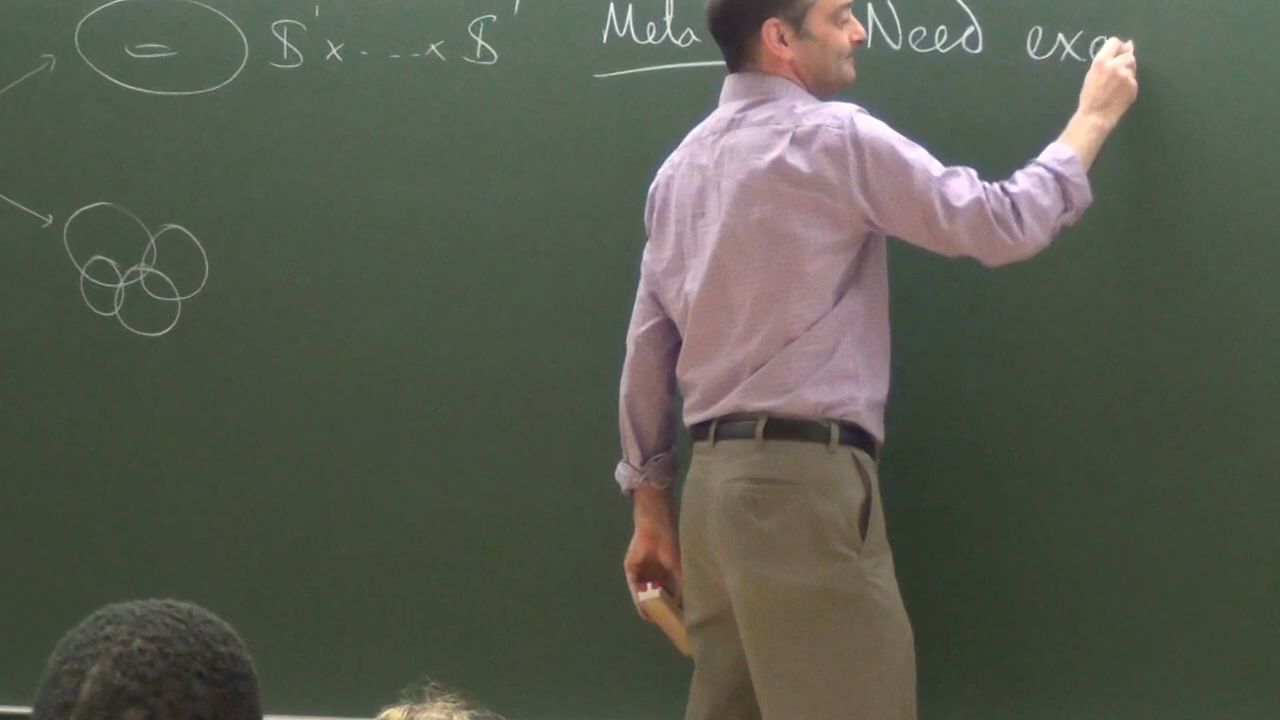 = S¹ x .... x S¹
Meta Need exa